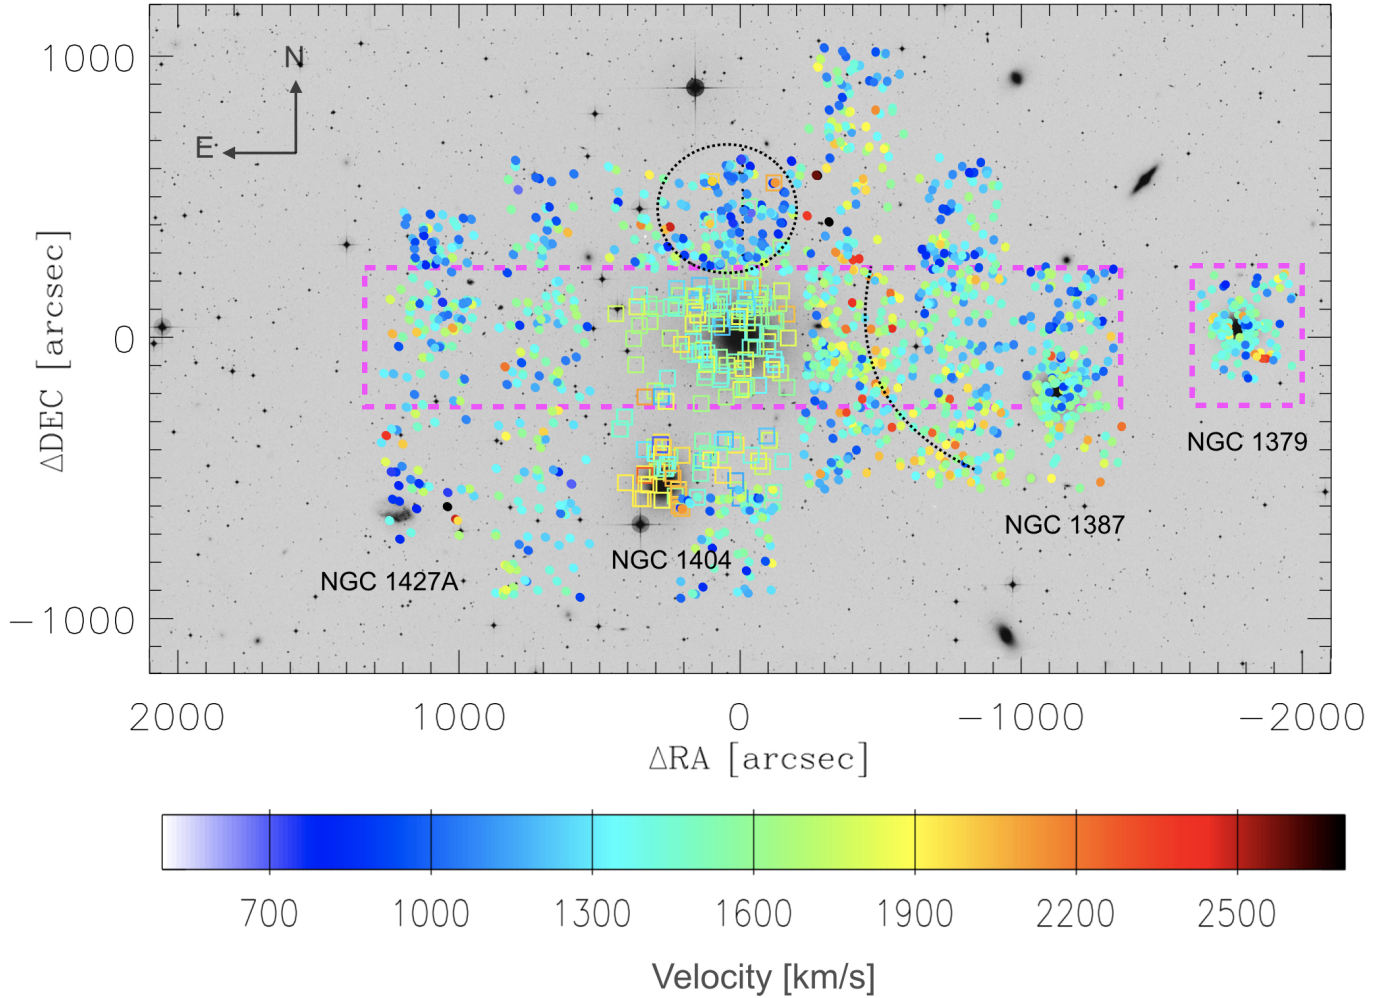 1000
N
E
0
ΔDEC [arcsec]
NGC 1379
NGC 1387
NGC 1404
NGC 1427A
−1000
2000 1000 0 −1000 −2000
ΔRA [arcsec]
700 1000 1300 1600 1900 2200 2500
Velocity [km/s]